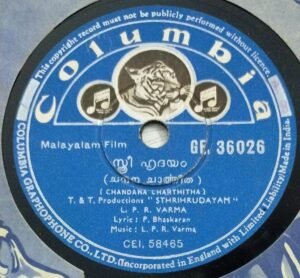 This copyright record must not be publicly performed without licence.
Columbia
Malayalam Film
GE. 36026
സ്ത്രീ ഹൃദയം
(CHANDANA CHARTHITHA)
T. & T. Productions "STHRIHRUDAYAM"
L. P. R. VARMA
Lyric : P. Bhaskaran
Music : L. P. R. Varma
CEI. 58465
COLUMBIA GRAPHOPHONE CO., LTD. (Incorporated in England with Limited Liability) Made in India.